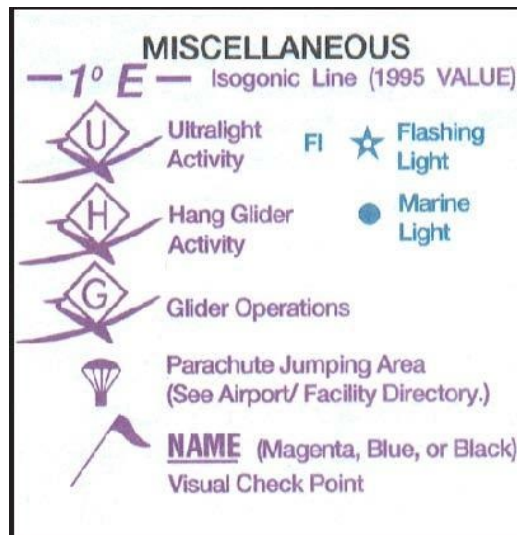 MISCELLANEOUS
—1° E— Isogonic Line (1995 VALUE)
U Ultralight Activity
Fl Flashing Light
H Hang Glider Activity
Marine Light
G Glider Operations
Parachute Jumping Area
(See Airport/ Facility Directory.)
NAME (Magenta, Blue, or Black)
Visual Check Point